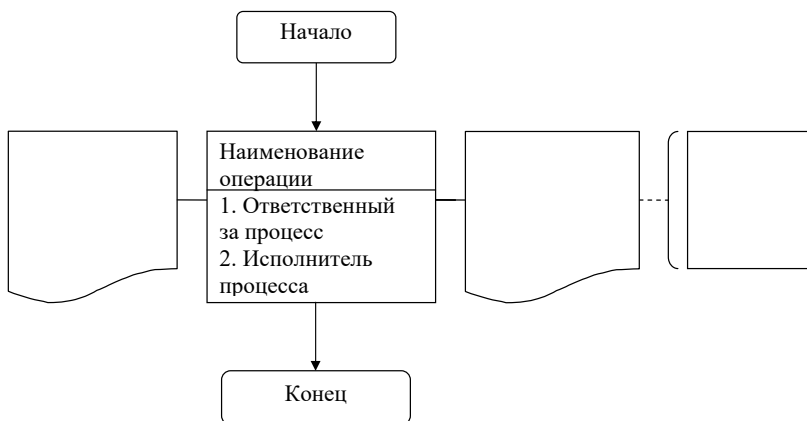 Начало
Наименование
операции
1. Ответственный
за процесс
2. Исполнитель
процесса
Конец